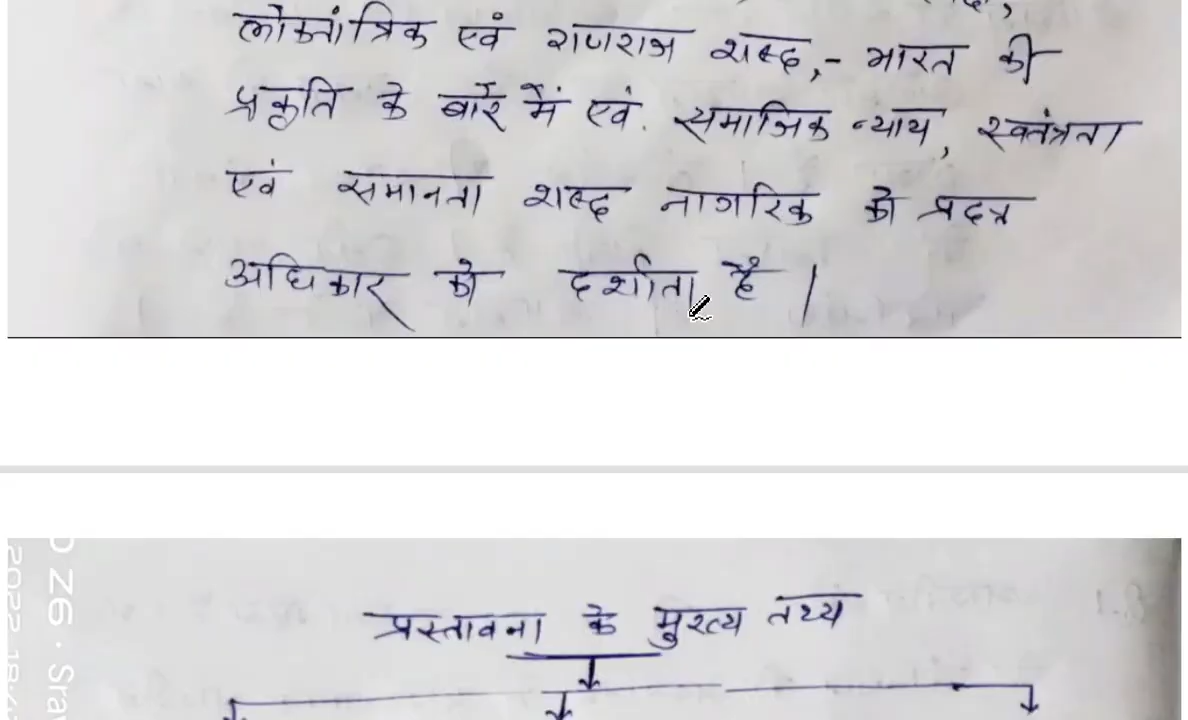 लोकतांत्रिक एवं गणराज शब्द,- भारत की
प्रकृति के बारे में एवं. समाजिक न्याय, स्वतंत्रता
एवं समानता शब्द नागरिक को प्रदत्त
अधिकार को दर्शाता है |
प्रस्तावना के मुख्य तथ्य